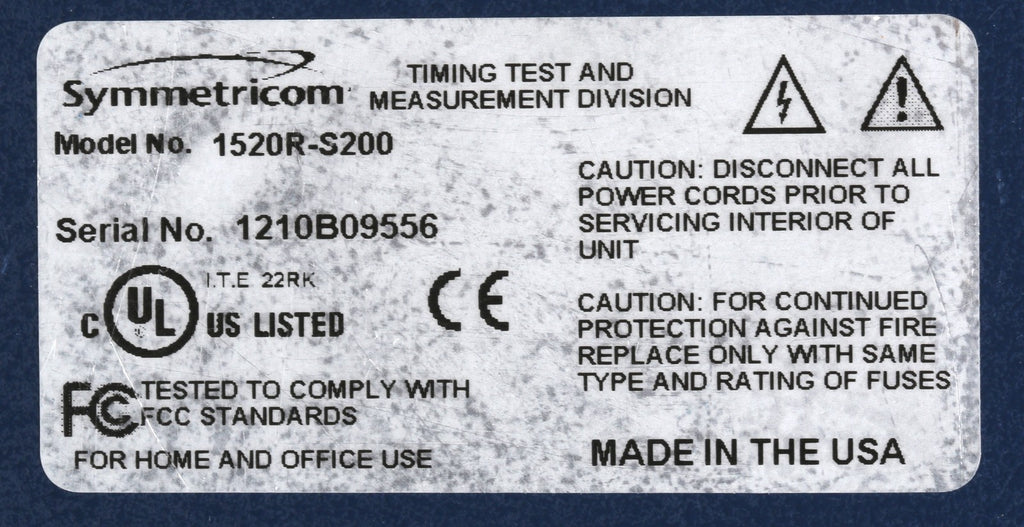 Symmetricom
TIMING TEST AND
MEASUREMENT DIVISION
Model No. 1520R-S200
Serial No. 1210B09556
I.T.E 22RK
C UL US LISTED
CE
FCC TESTED TO COMPLY WITH
FCC STANDARDS
FOR HOME AND OFFICE USE
CAUTION: DISCONNECT ALL
POWER CORDS PRIOR TO
SERVICING INTERIOR OF
UNIT
CAUTION: FOR CONTINUED
PROTECTION AGAINST FIRE
REPLACE ONLY WITH SAME
TYPE AND RATING OF FUSES
MADE IN THE USA